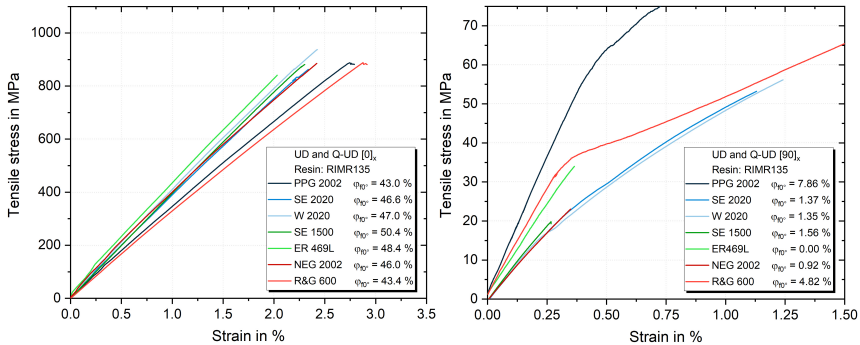 Tensile stress in MPa
1000
800
600
400
200
0
0.0 0.5 1.0 1.5 2.0 2.5 3.0 3.5
Strain in %
UD and Q-UD [0]x
Resin: RIMR135
PPG 2002 φf0° = 43.0 %
SE 2020 φf0° = 46.6 %
W 2020 φf0° = 47.0 %
SE 1500 φf0° = 50.4 %
ER 469L φf0° = 48.4 %
NEG 2002 φf0° = 46.0 %
R&G 600 φf0° = 43.4 %
Tensile stress in MPa
70
60
50
40
30
20
10
0
0.00 0.25 0.50 0.75 1.00 1.25 1.50
Strain in %
UD and Q-UD [90]x
Resin: RIMR135
PPG 2002 φf0° = 7.86 %
SE 2020 φf0° = 1.37 %
W 2020 φf0° = 1.35 %
SE 1500 φf0° = 1.56 %
ER469L φf0° = 0.00 %
NEG 2002 φf0° = 0.92 %
R&G 600 φf0° = 4.82 %